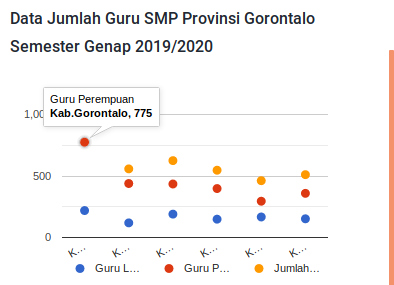 Data Jumlah Guru SMP Provinsi Gorontalo
Semester Genap 2019/2020
Guru Perempuan
Kab.Gorontalo, 775
1,00
500
0
K… K… K… K… K… K…
Guru L… Guru P… Jumlah…